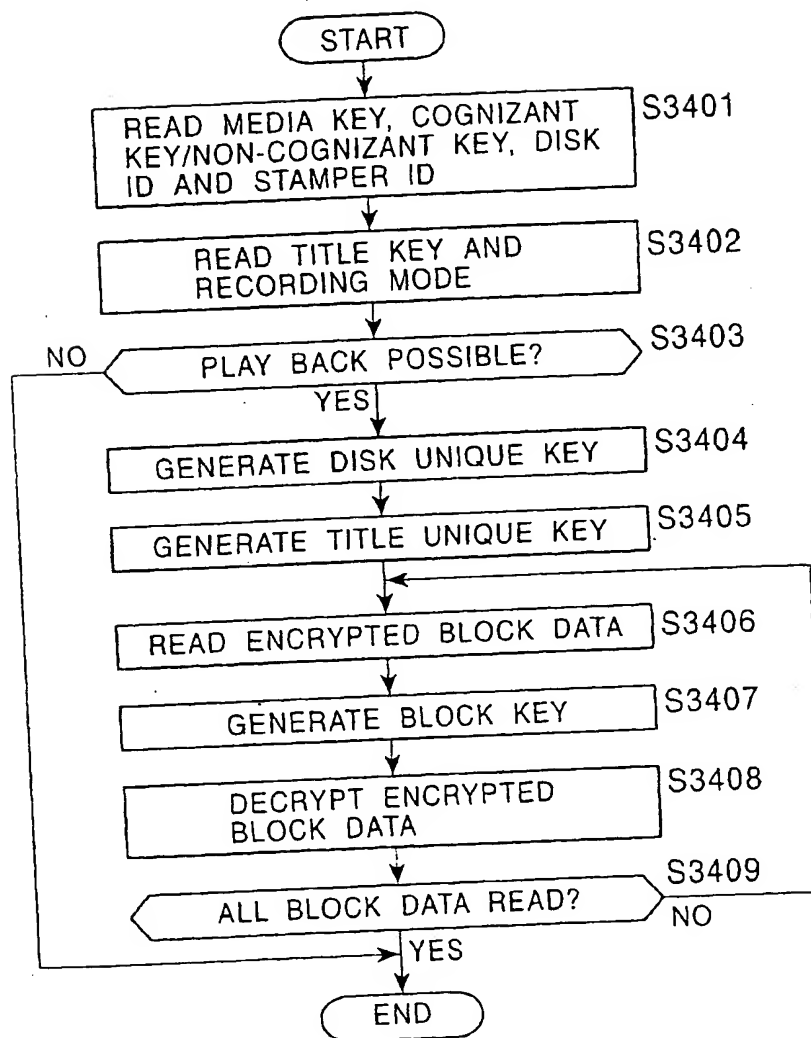 START
READ MEDIA KEY, COGNIZANT
KEY/NON-COGNIZANT KEY, DISK
ID AND STAMPER ID
S3401
READ TITLE KEY AND
RECORDING MODE
S3402
NO
PLAY BACK POSSIBLE?
S3403
YES
GENERATE DISK UNIQUE KEY
S3404
GENERATE TITLE UNIQUE KEY
S3405
READ ENCRYPTED BLOCK DATA
S3406
GENERATE BLOCK KEY
S3407
DECRYPT ENCRYPTED
BLOCK DATA
S3408
ALL BLOCK DATA READ?
S3409
NO
YES
END